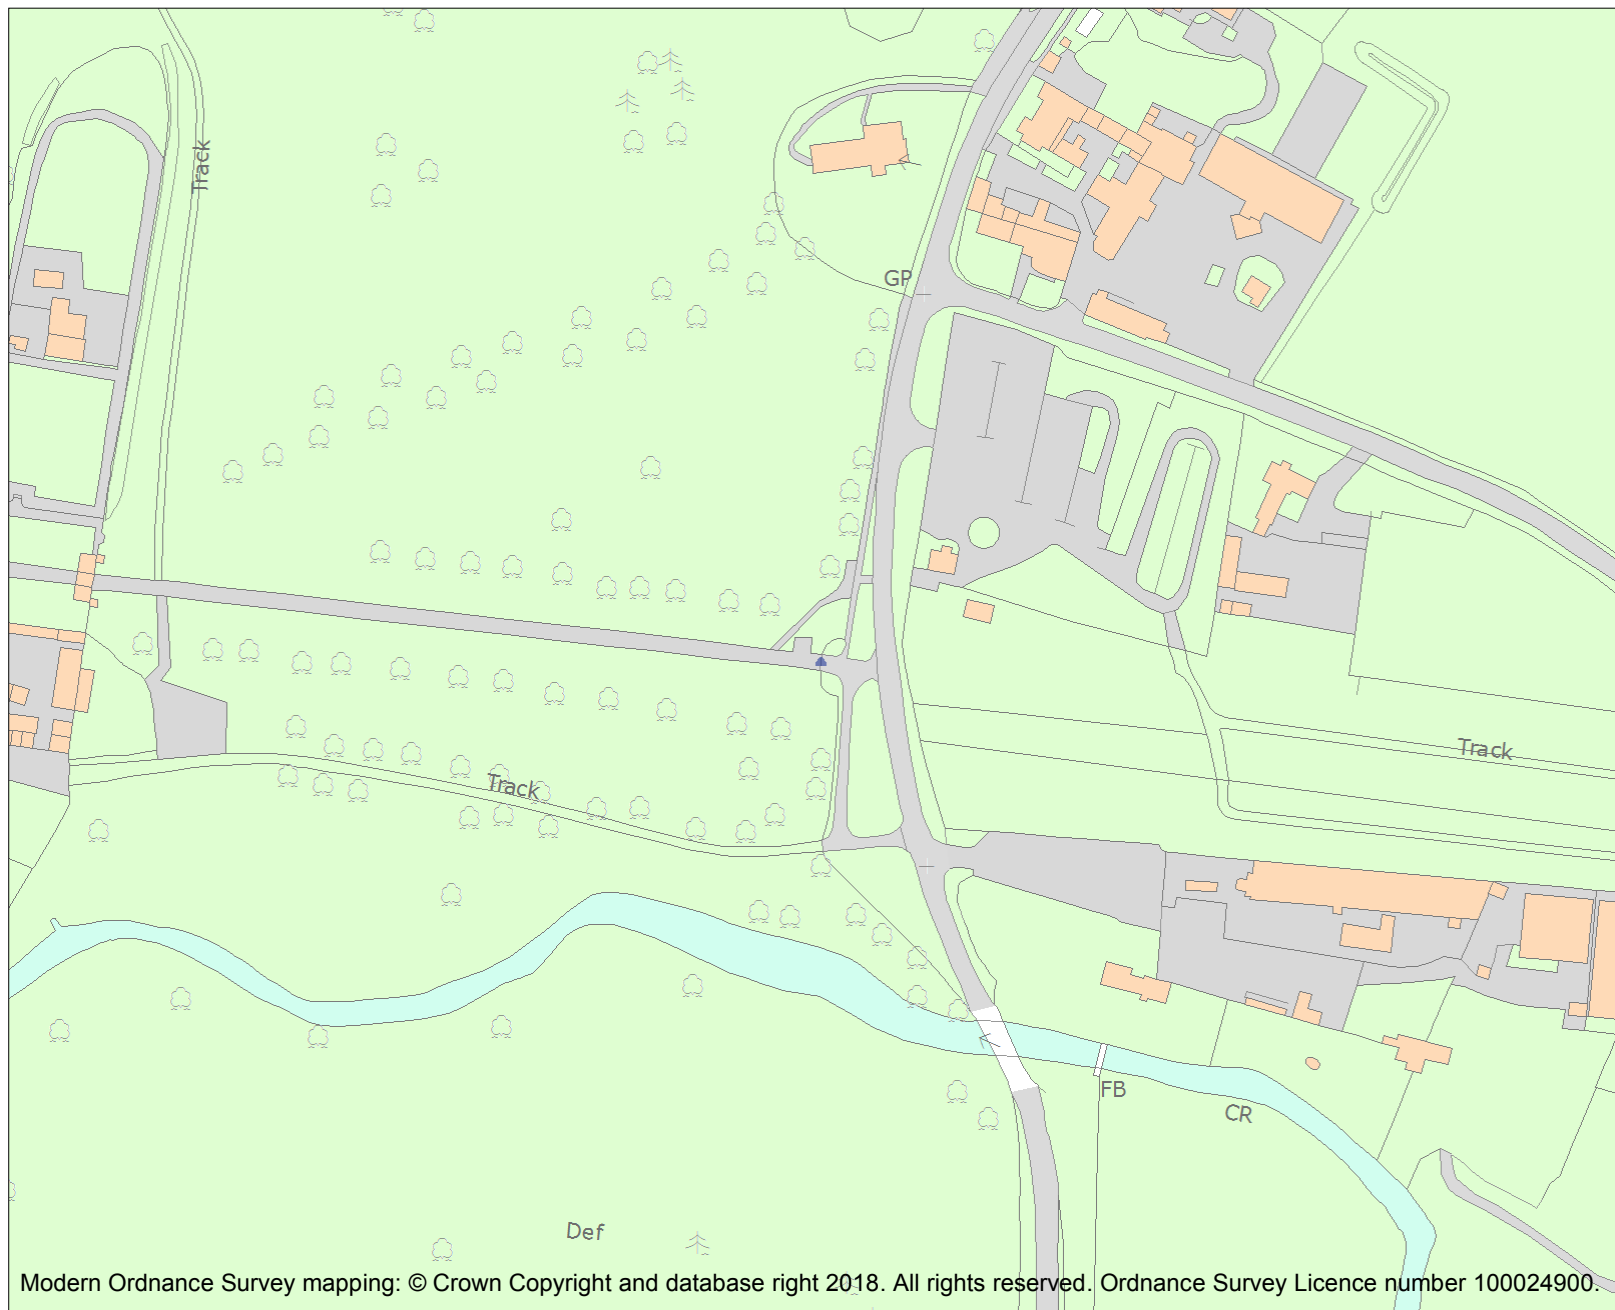 Track
GP
Track
Track
FB
CR
Def
Modern Ordnance Survey mapping: © Crown Copyright and database right 2018. All rights reserved. Ordnance Survey Licence number 100024900.